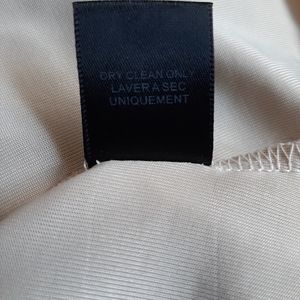 DRY CLEAN ONLY
LAVER A SEC
UNIQUEMENT